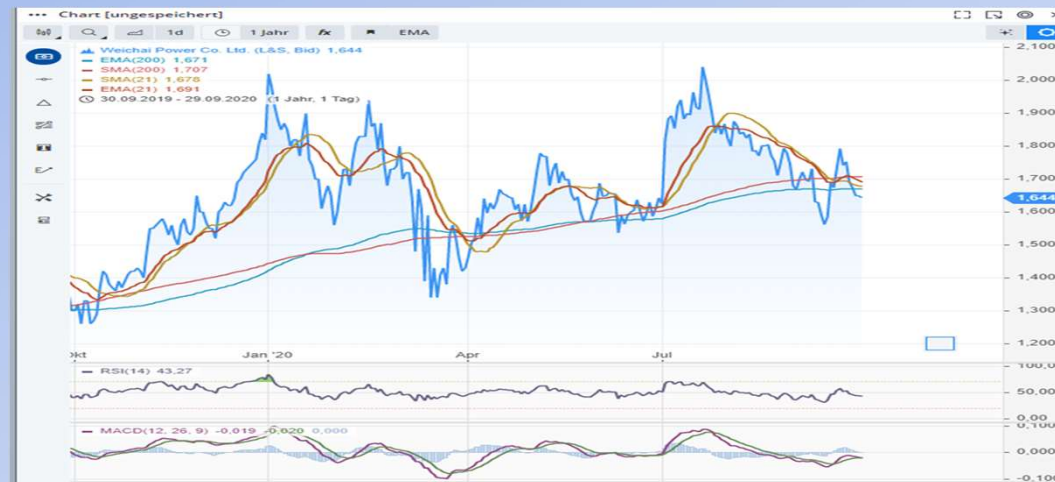 Chart [ungespeichert]
1d 1 Jahr fx EMA
Weichai Power Co. Ltd. (L&S, Bid) 1,644
EMA(200) 1,671
SMA(200) 1,707
SMA(21) 1,678
EMA(21) 1,691
30.09.2019 - 29.09.2020 (1 Jahr, 1 Tag)
2,100
2,000
1,900
1,800
1,700
1,644
1,600
1,500
1,400
1,300
1,200
Okt Jan '20 Apr Jul
RSI(14) 43,27
100,0
50,00
0,00
MACD(12, 26, 9) -0,019 -0,020 0,000
0,100
0,000
-0,100